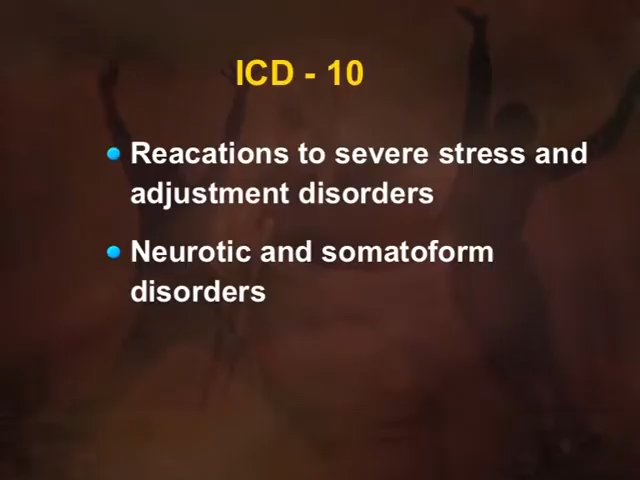 ICD - 10
Reacations to severe stress and
adjustment disorders
Neurotic and somatoform
disorders